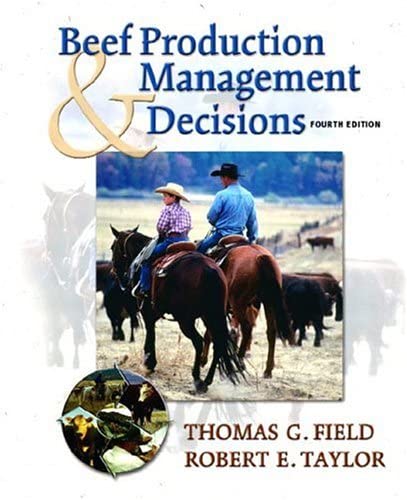 Beef Production
& Management
Decisions FOURTH EDITION
THOMAS G. FIELD
ROBERT E. TAYLOR